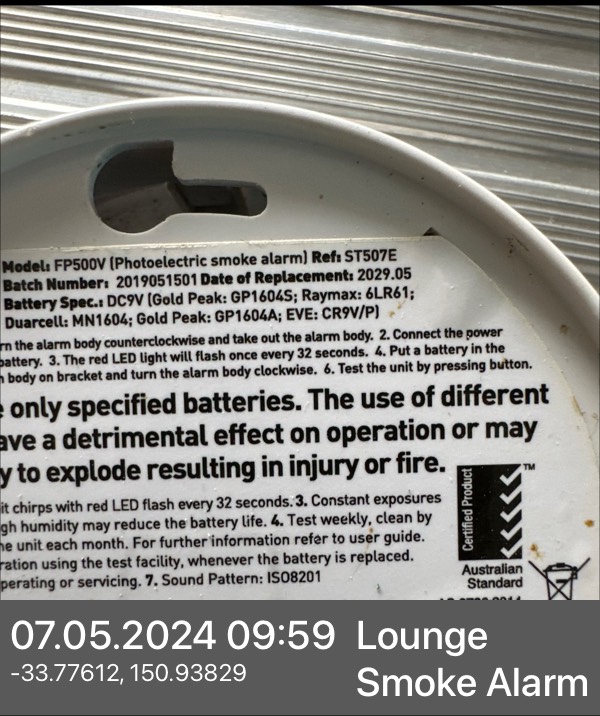 Model: FP500V (Photoelectric smoke alarm) Ref: ST507E
Batch Number: 2019051501 Date of Replacement: 2029.05
Battery Spec.: DC9V (Gold Peak: GP1604S; Raymax: 6LR61;
Duarcell: MN1604; Gold Peak: GP1604A; EVE: CR9V/P)
rn the alarm body counterclockwise and take out the alarm body. 2. Connect the power
battery. 3. The red LED light will flash once every 32 seconds. 4. Put a battery in the
body on bracket and turn the alarm body clockwise. 6. Test the unit by pressing button.
e only specified batteries. The use of different
ave a detrimental effect on operation or may
y to explode resulting in injury or fire.
it chirps with red LED flash every 32 seconds. 3. Constant exposures
gh humidity may reduce the battery life. 4. Test weekly, clean by
he unit each month. For further information refer to user guide.
ration using the test facility, whenever the battery is replaced.
perating or servicing. 7. Sound Pattern: ISO8201
Certified Product
TM
Australian
Standard
07.05.2024 09:59
-33.77612, 150.93829
Lounge
Smoke Alarm